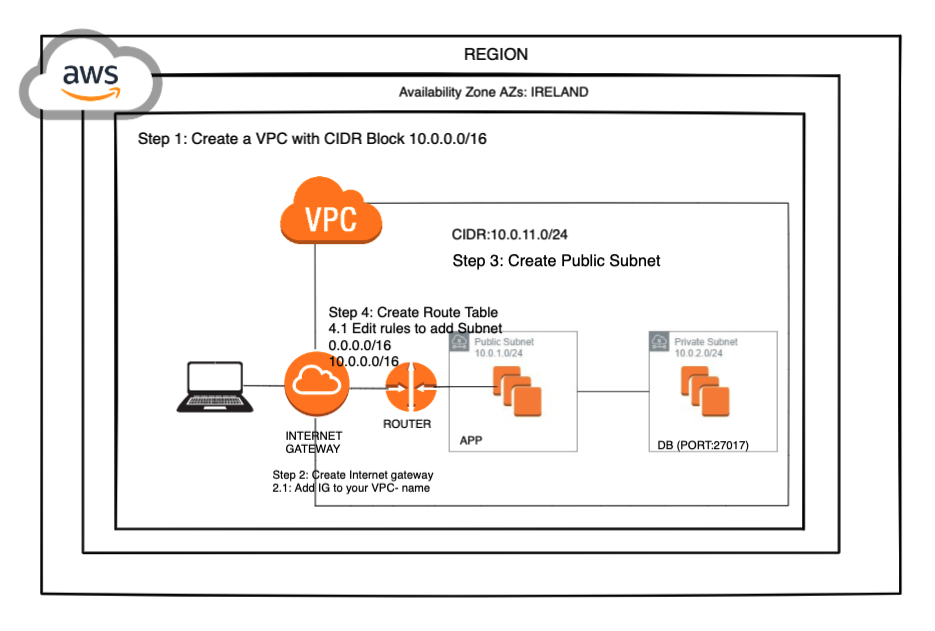 REGION
aws
Availability Zone AZs: IRELAND
Step 1: Create a VPC with CIDR Block 10.0.0.0/16
VPC
CIDR:10.0.11.0/24
Step 3: Create Public Subnet
Step 4: Create Route Table
4.1 Edit rules to add Subnet
0.0.0.0/16
10.0.0.0/16
Public Subnet
10.0.1.0/24
Private Subnet
10.0.2.0/24
ROUTER
APP
DB (PORT:27017)
INTERNET
GATEWAY
Step 2: Create Internet gateway
2.1: Add IG to your VPC- name